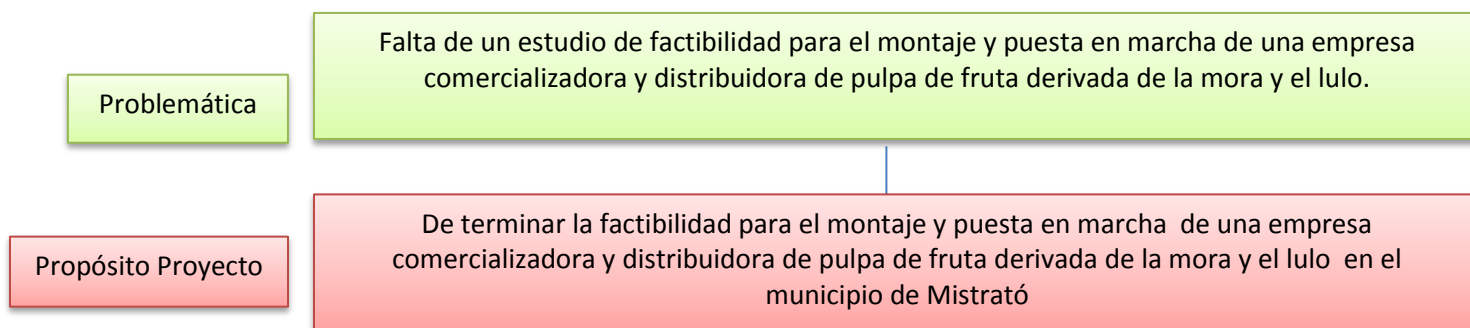 Problemática
Falta de un estudio de factibilidad para el montaje y puesta en marcha de una empresa
comercializadora y distribuidora de pulpa de fruta derivada de la mora y el lulo.
Propósito Proyecto
De terminar la factibilidad para el montaje y puesta en marcha  de una empresa
comercializadora y distribuidora de pulpa de fruta derivada de la mora y el lulo  en el
municipio de Mistrató